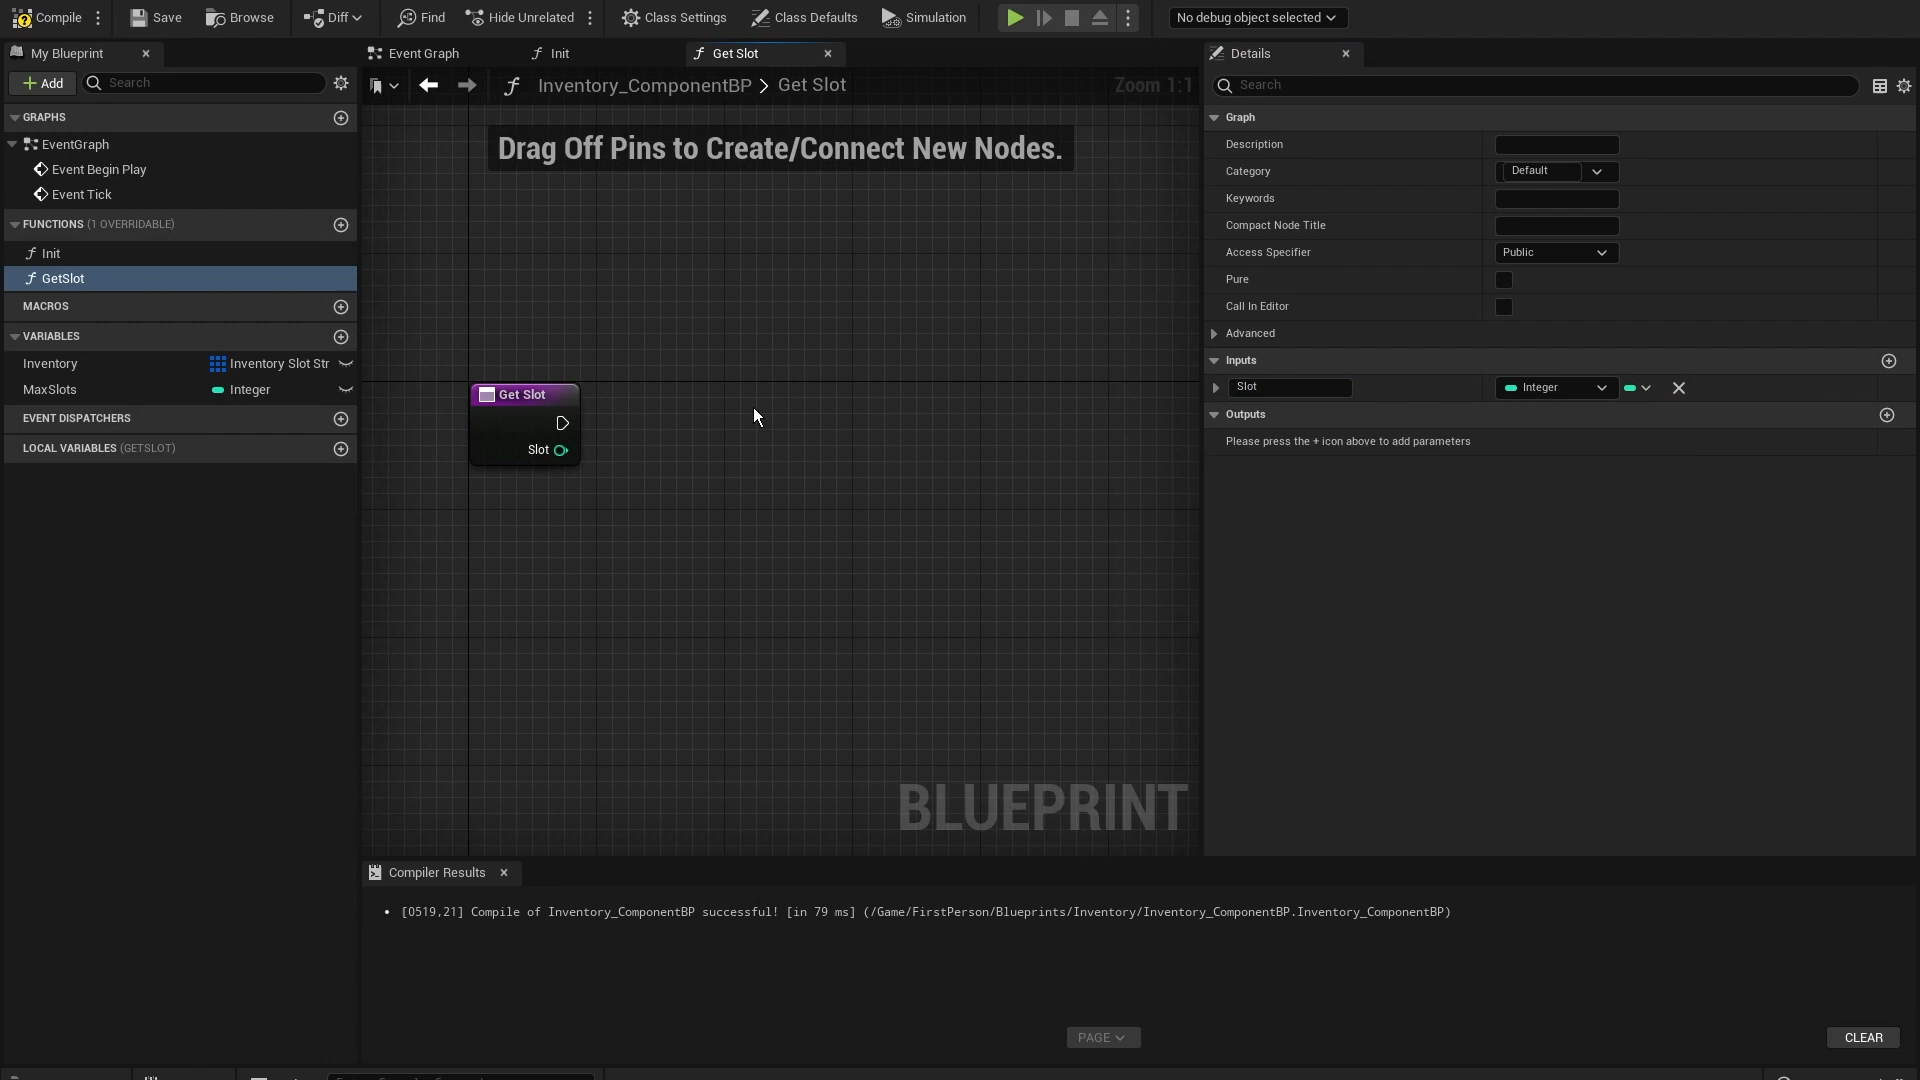 Compile
Save
Browse
Diff
Find
Hide Unrelated
Class Settings
Class Defaults
Simulation
No debug object selected
My Blueprint
Event Graph
Init
Get Slot
Details
Add
Search
Inventory_ComponentBP > Get Slot
Zoom 1:1
Search
Drag Off Pins to Create/Connect New Nodes.
GRAPHS
EventGraph
Event Begin Play
Event Tick
FUNCTIONS (1 OVERRIDABLE)
Init
GetSlot
MACROS
VARIABLES
Inventory Inventory Slot Str
MaxSlots Integer
EVENT DISPATCHERS
LOCAL VARIABLES (GETSLOT)
Get Slot
Slot
BLUEPRINT
Graph
Description
Category Default
Keywords
Compact Node Title
Access Specifier Public
Pure
Call In Editor
Advanced
Inputs
Slot Integer
Outputs
Please press the + icon above to add parameters
Compiler Results
• [0519,21] Compile of Inventory_ComponentBP successful! [in 79 ms] (/Game/FirstPerson/Blueprints/Inventory/Inventory_ComponentBP.Inventory_ComponentBP)
PAGE
CLEAR